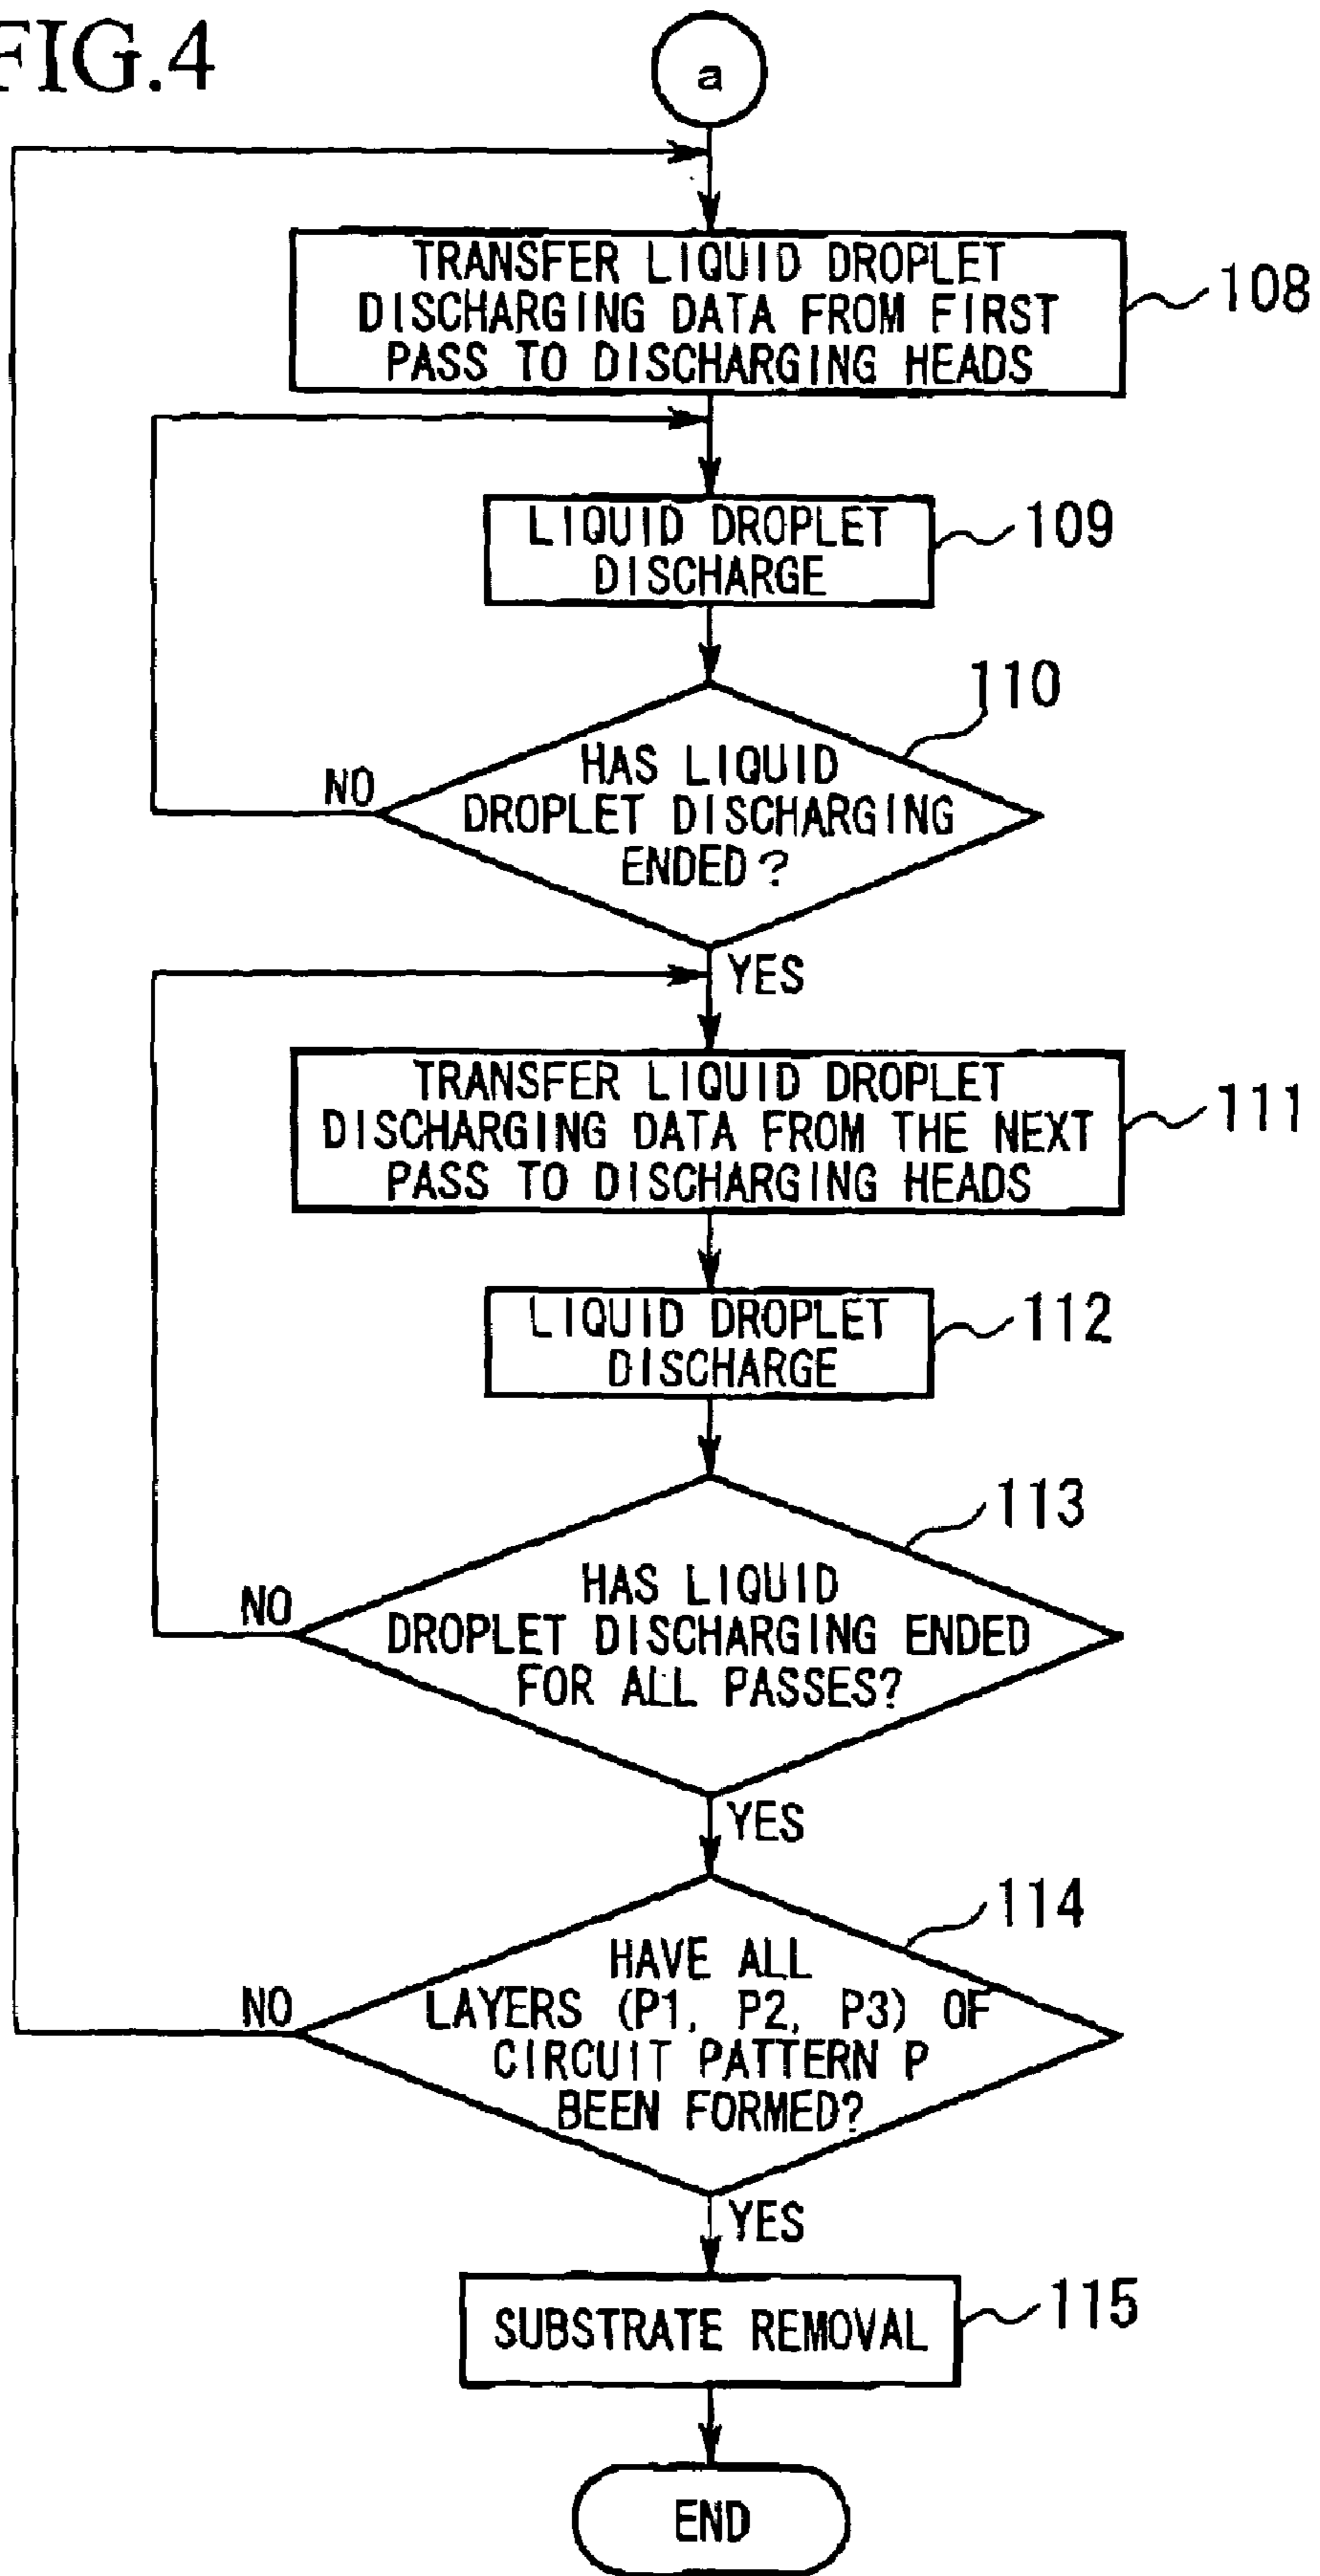 FIG.4
a
TRANSFER LIQUID DROPLET
DISCHARGING DATA FROM FIRST
PASS TO DISCHARGING HEADS
108
LIQUID DROPLET
DISCHARGE
109
110
HAS LIQUID
DROPLET DISCHARGING
ENDED?
NO
YES
TRANSFER LIQUID DROPLET
DISCHARGING DATA FROM THE NEXT
PASS TO DISCHARGING HEADS
111
LIQUID DROPLET
DISCHARGE
112
113
HAS LIQUID
DROPLET DISCHARGING ENDED
FOR ALL PASSES?
NO
YES
114
HAVE ALL
LAYERS (P1, P2, P3) OF
CIRCUIT PATTERN P
BEEN FORMED?
NO
YES
SUBSTRATE REMOVAL
115
END